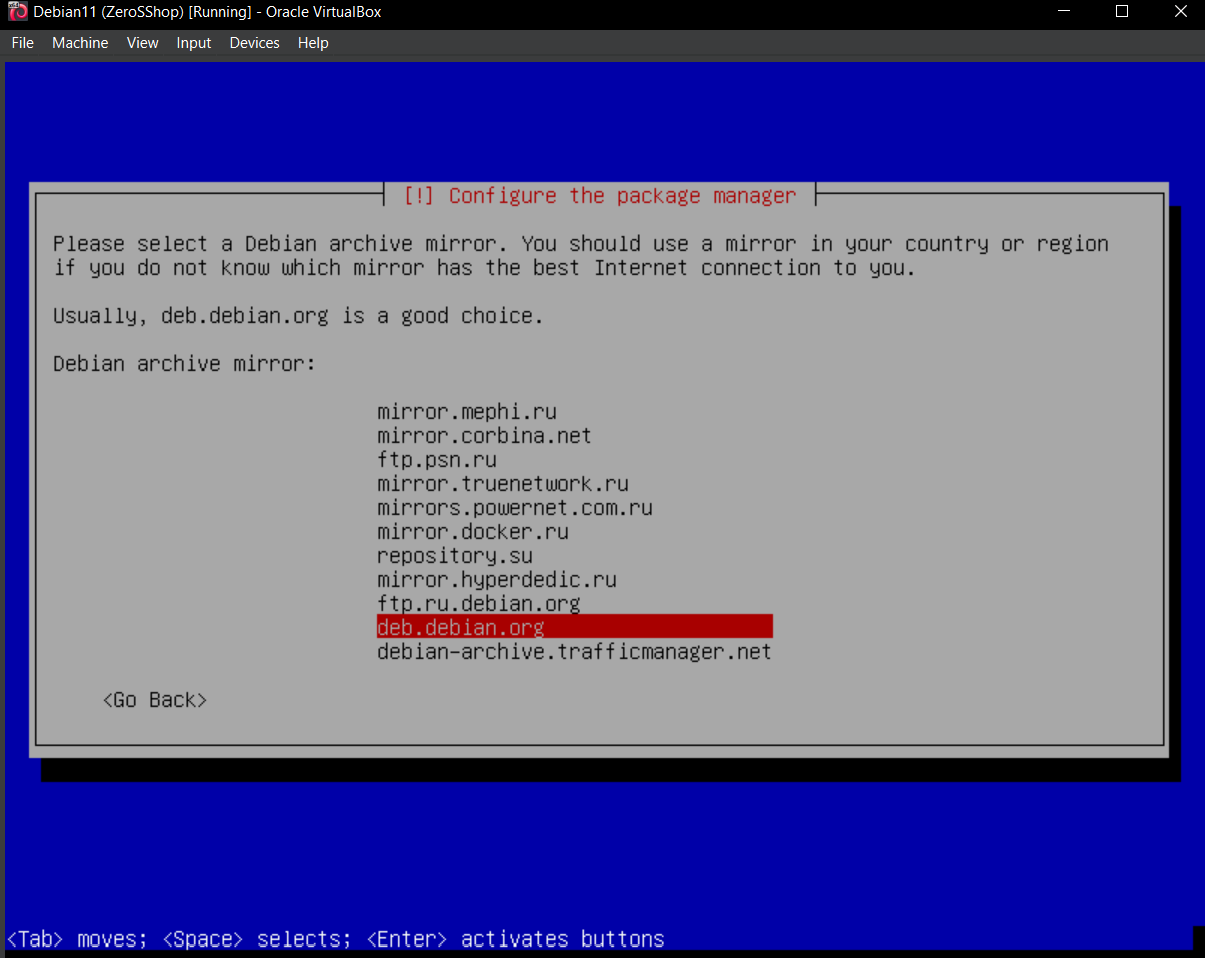 Debian11 (ZeroSShop) [Running] - Oracle VirtualBox
File Machine View Input Devices Help
[!] Configure the package manager
Please select a Debian archive mirror. You should use a mirror in your country or region
if you do not know which mirror has the best Internet connection to you.
Usually, deb.debian.org is a good choice.
Debian archive mirror:
mirror.mephi.ru
mirror.corbina.net
ftp.psn.ru
mirror.truenetwork.ru
mirrors.powernet.com.ru
mirror.docker.ru
repository.su
mirror.hyperdedic.ru
ftp.ru.debian.org
deb.debian.org
debian-archive.trafficmanager.net
<Go Back>
<Tab> moves; <Space> selects; <Enter> activates buttons